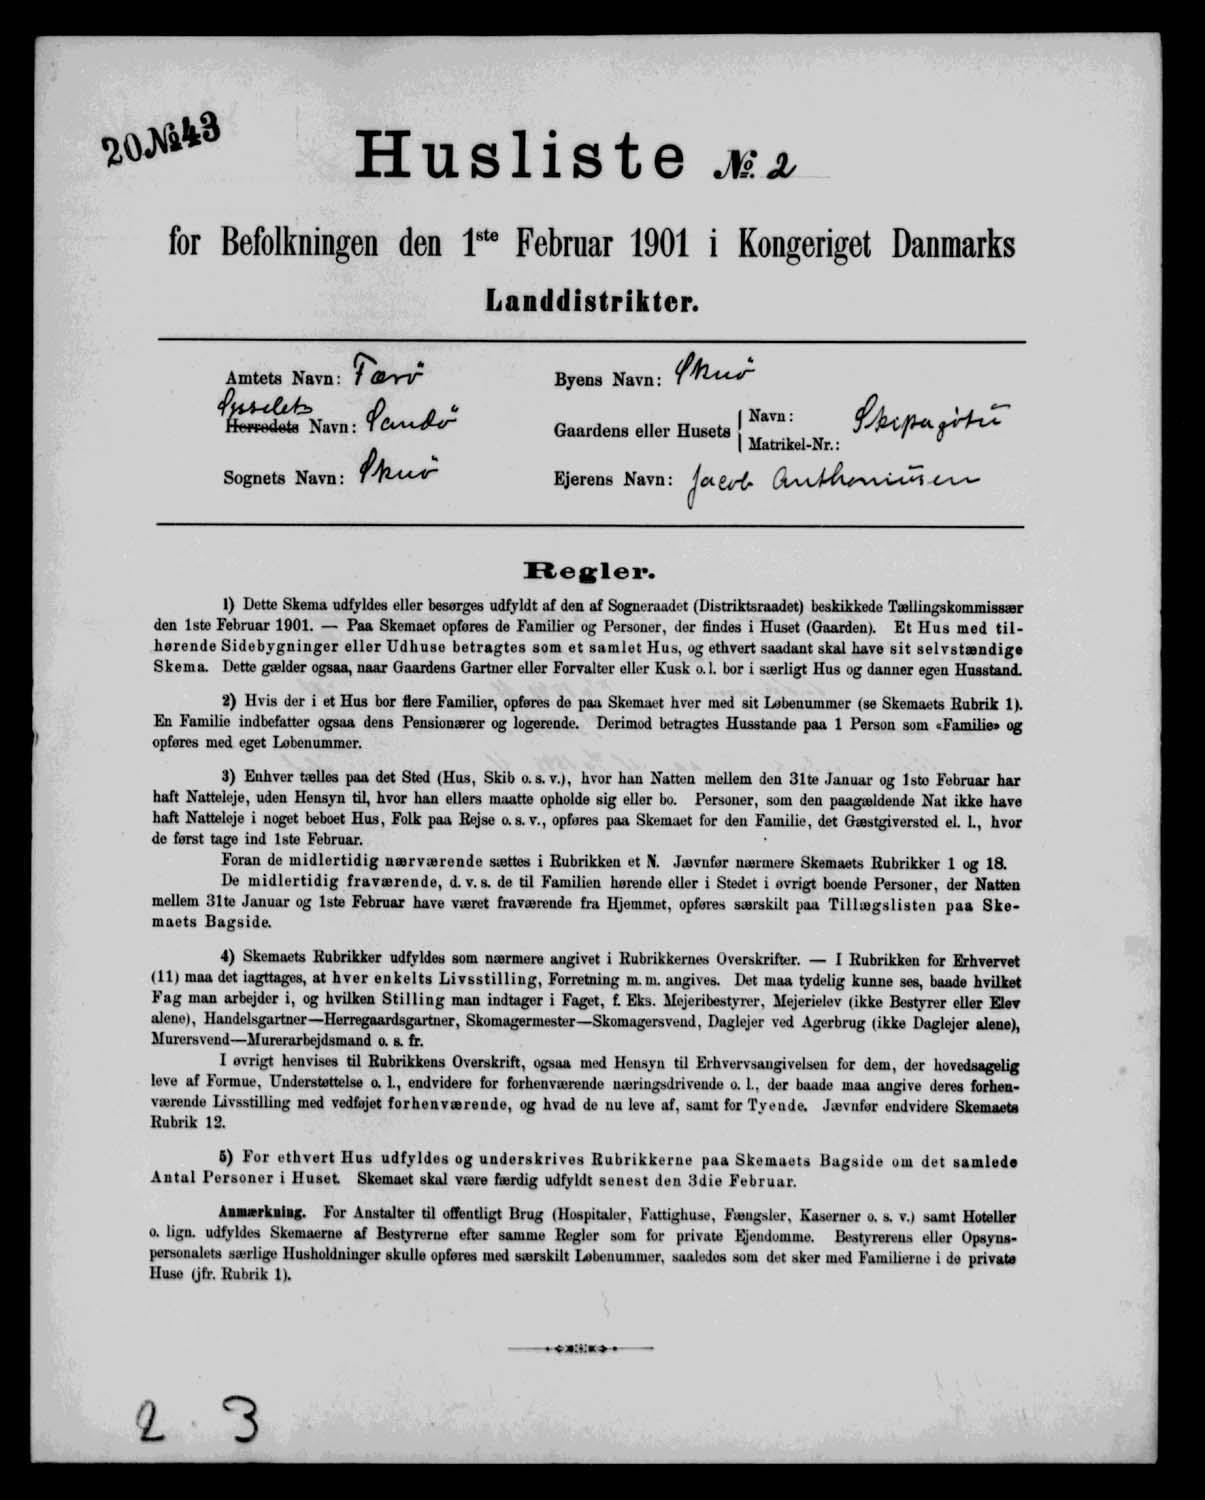 20 № 43
Husliste № 2
for Befolkningen den 1ste Februar 1901 i Kongeriget Danmarks
Landdistrikter.
Amtets Navn: Færö
Byens Navn: Skuö
Sysselets
Herredets Navn: Sandö
Gaardens eller Husets Navn: Skipagøtu
Matrikel-Nr.:
Sognets Navn: Skuö
Ejerens Navn: Jacob Anthoniusen
Regler.
1) Dette Skema udfyldes eller besørges udfyldt af den af Sogneraadet (Distriktsraadet) beskikkede Tællingskommissær
den 1ste Februar 1901. — Paa Skemaet opføres de Familier og Personer, der findes i Huset (Gaarden). Et Hus med til-
hørende Sidebygninger eller Udhuse betragtes som et samlet Hus, og ethvert saadant skal have sit selvstændige
Skema. Dette gælder ogsaa, naar Gaardens Gartner eller Forvalter eller Kusk o. l. bor i særligt Hus og danner egen Husstand.
2) Hvis der i et Hus bor flere Familier, opføres de paa Skemaet hver med sit Løbenummer (se Skemaets Rubrik 1).
En Familie indbefatter ogsaa dens Pensionærer og logerende. Derimod betragtes Husstande paa 1 Person som «Familie» og
opføres med eget Løbenummer.
3) Enhver tælles paa det Sted (Hus, Skib o. s. v.), hvor han Natten mellem den 31te Januar og 1ste Februar har
haft Natteleje, uden Hensyn til, hvor han ellers maatte opholde sig eller bo. Personer, som den paagældende Nat ikke have
haft Natteleje i noget beboet Hus, Folk paa Rejse o. s. v., opføres paa Skemaet for den Familie, det Gæstgiversted el. l., hvor
de først tage ind 1ste Februar.
Foran de midlertidig nærværende sættes i Rubrikken et N. Jævnfør nærmere Skemaets Rubrikker 1 og 18.
De midlertidig fraværende, d. v. s. de til Familien hørende eller i Stedet i øvrigt boende Personer, der Natten
mellem 31te Januar og 1ste Februar have været fraværende fra Hjemmet, opføres særskilt paa Tillægslisten paa Ske-
maets Bagside.
4) Skemaets Rubrikker udfyldes som nærmere angivet i Rubrikkernes Overskrifter. — I Rubrikken for Erhvervet
(11) maa det iagttages, at hver enkelts Livsstilling, Forretning m. m. angives. Det maa tydelig kunne ses, baade hvilket
Fag man arbejder i, og hvilken Stilling man indtager i Faget, f. Eks. Mejeribestyrer, Mejerielev (ikke Bestyrer eller Elev
alene), Handelsgartner—Herregaardsgartner, Skomagermester—Skomagersvend, Daglejer ved Agerbrug (ikke Daglejer alene),
Murersvend—Murerarbejdsmand o. s. fr.
I øvrigt henvises til Rubrikkens Overskrift, ogsaa med Hensyn til Erhvervsangivelsen for dem, der hovedsagelig
leve af Formue, Understøttelse o. l., endvidere for forhenværende næringsdrivende o. l., der baade maa angive deres forhen-
værende Livsstilling med vedføjet forhenværende, og hvad de nu leve af, samt for Tyende. Jævnfør endvidere Skemaets
Rubrik 12.
5) For ethvert Hus udfyldes og underskrives Rubrikkerne paa Skemaets Bagside om det samlede
Antal Personer i Huset. Skemaet skal være færdig udfyldt senest den 3die Februar.
Anmærkning. For Anstalter til offentligt Brug (Hospitaler, Fattighuse, Fængsler, Kaserner o. s. v.) samt Hoteller
o. lign. udfyldes Skemaerne af Bestyrerne efter samme Regler som for private Ejendomme. Bestyrerens eller Opsyns-
personalets særlige Husholdninger skulle opføres med særskilt Løbenummer, saaledes som det sker med Familierne i de private
Huse (jfr. Rubrik 1).
2 3